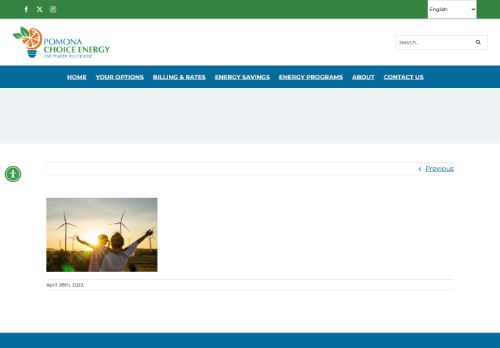 English
POMONA
CHOICE ENERGY
THE POWER TO CHOOSE
Search...
HOME YOUR OPTIONS BILLING & RATES ENERGY SAVINGS ENERGY PROGRAMS ABOUT CONTACT US
Previous
April 28th, 2022